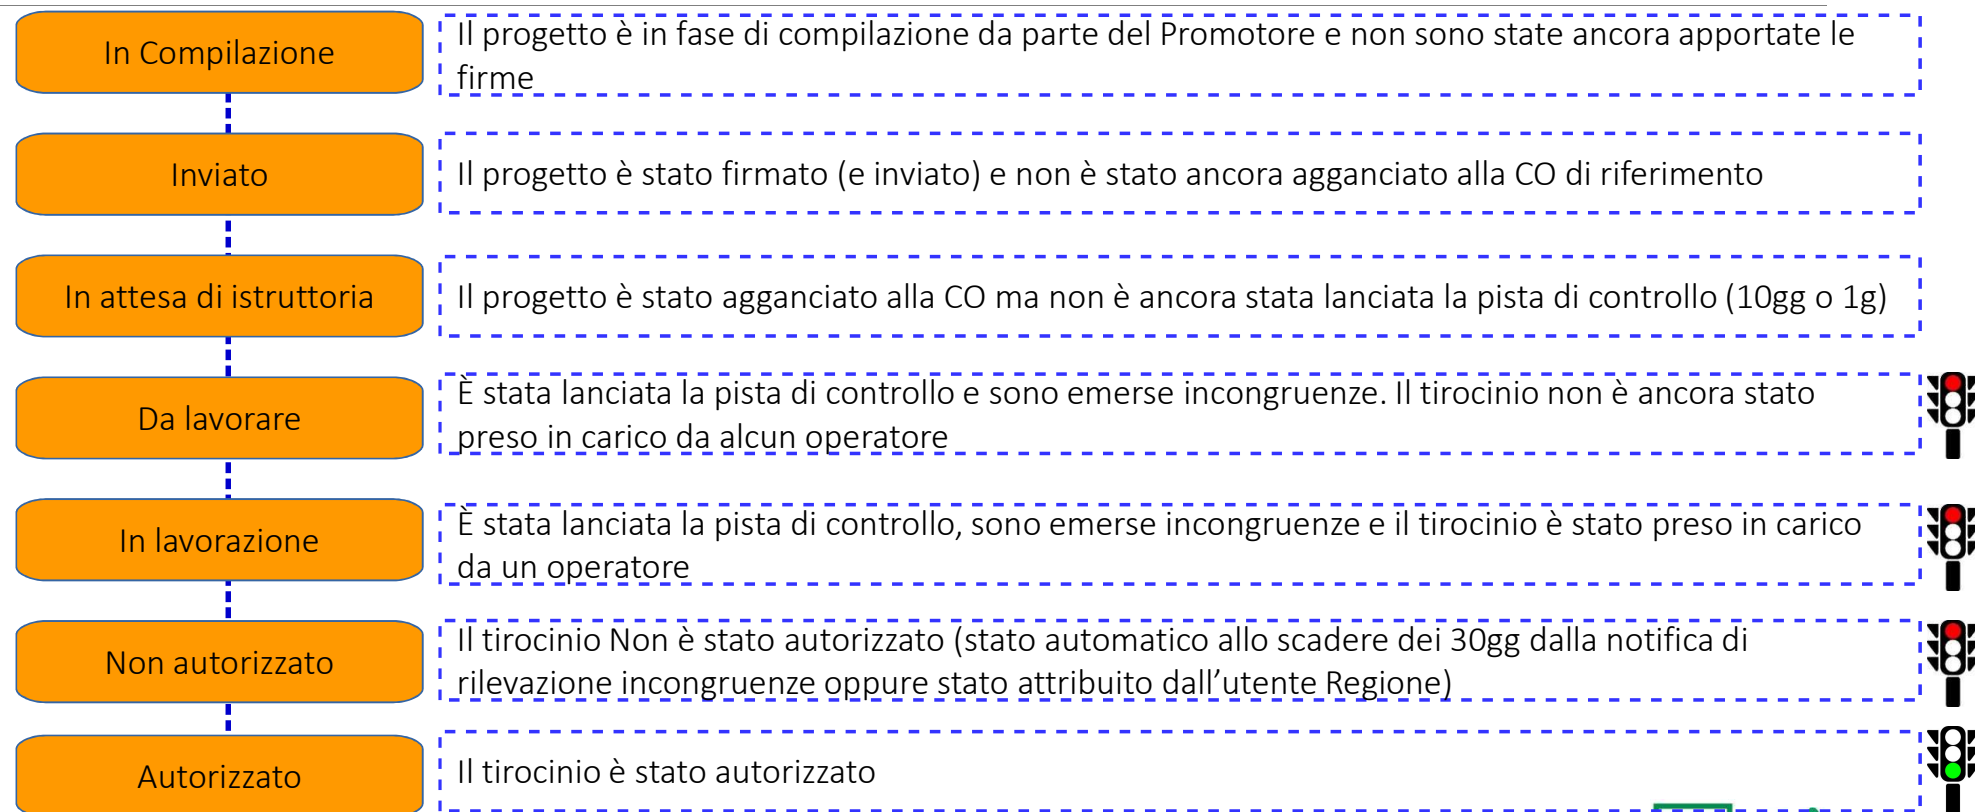 In Compilazione
Il progetto è in fase di compilazione da parte del Promotore e non sono state ancora apportate le
firme
Inviato
Il progetto è stato firmato (e inviato) e non è stato ancora agganciato alla CO di riferimento
In attesa di istruttoria
Il progetto è stato agganciato alla CO ma non è ancora stata lanciata la pista di controllo (10gg o 1g)
Da lavorare
È stata lanciata la pista di controllo e sono emerse incongruenze. Il tirocinio non è ancora stato
preso in carico da alcun operatore
In lavorazione
È stata lanciata la pista di controllo, sono emerse incongruenze e il tirocinio è stato preso in carico
da un operatore
Non autorizzato
Il tirocinio Non è stato autorizzato (stato automatico allo scadere dei 30gg dalla notifica di
rilevazione incongruenze oppure stato attribuito dall’utente Regione)
Autorizzato
Il tirocinio è stato autorizzato